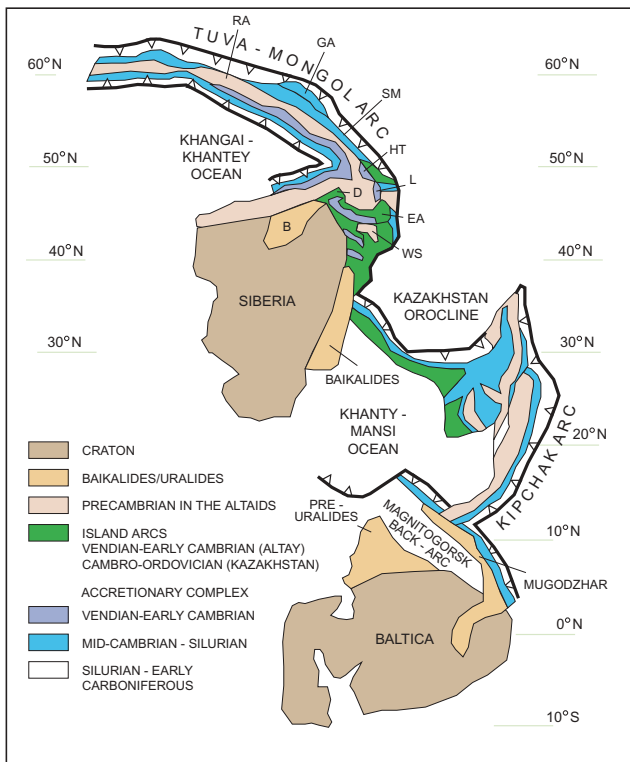 RA
TUVA - MONGOL ARC
GA
60°N
60°N
SM
KHANGAI -
KHANTEY
OCEAN
HT
50°N
50°N
L
D
EA
B
WS
40°N
40°N
SIBERIA
KAZAKHSTAN
OROCLINE
30°N
30°N
BAIKALIDES
KHANTY -
MANSI
OCEAN
20°N
KIPCHAK ARC
CRATON
BAIKALIDES/URALIDES
PRECAMBRIAN IN THE ALTAIDS
ISLAND ARCS
VENDIAN-EARLY CAMBRIAN (ALTAY)
CAMBRO-ORDOVICIAN (KAZAKHSTAN)
ACCRETIONARY COMPLEX
VENDIAN-EARLY CAMBRIAN
MID-CAMBRIAN - SILURIAN
SILURIAN - EARLY
CARBONIFEROUS
PRE -
URALIDES
MAGNITOGORSK
BACK - ARC
10°N
MUGODZHAR
BALTICA
0°N
10°S